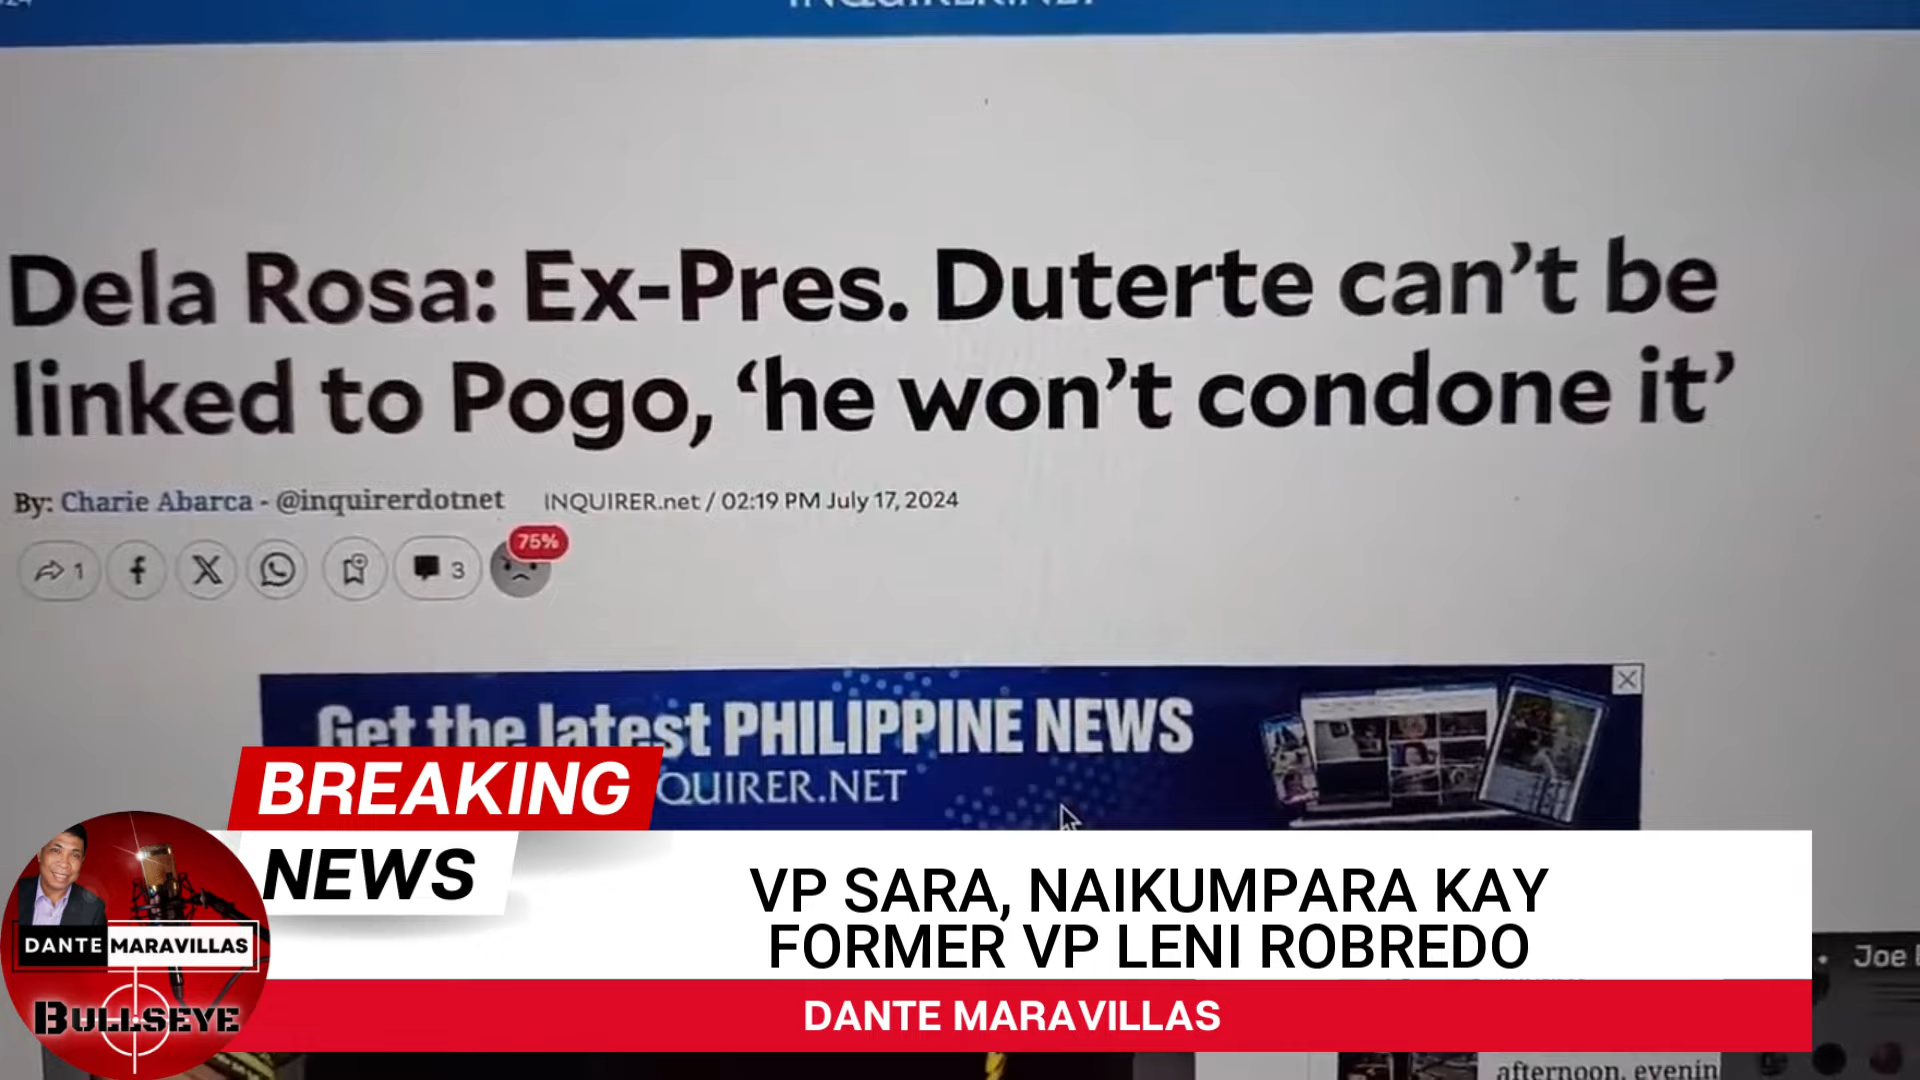 INQUIRER.NET
Dela Rosa: Ex-Pres. Duterte can't be
linked to Pogo, 'he won't condone it'
By: Charie Abarca - @inquirerdotnet INQUIRER.net / 02:19 PM July 17, 2024
1
3
75%
Get the latest PHILIPPINE NEWS
QUIRER.NET
BREAKING
NEWS
VP SARA, NAIKUMPARA KAY
FORMER VP LENI ROBREDO
DANTE MARAVILLAS
DANTE MARAVILLAS
BULLSEYE
Joe
afternoon, evenin